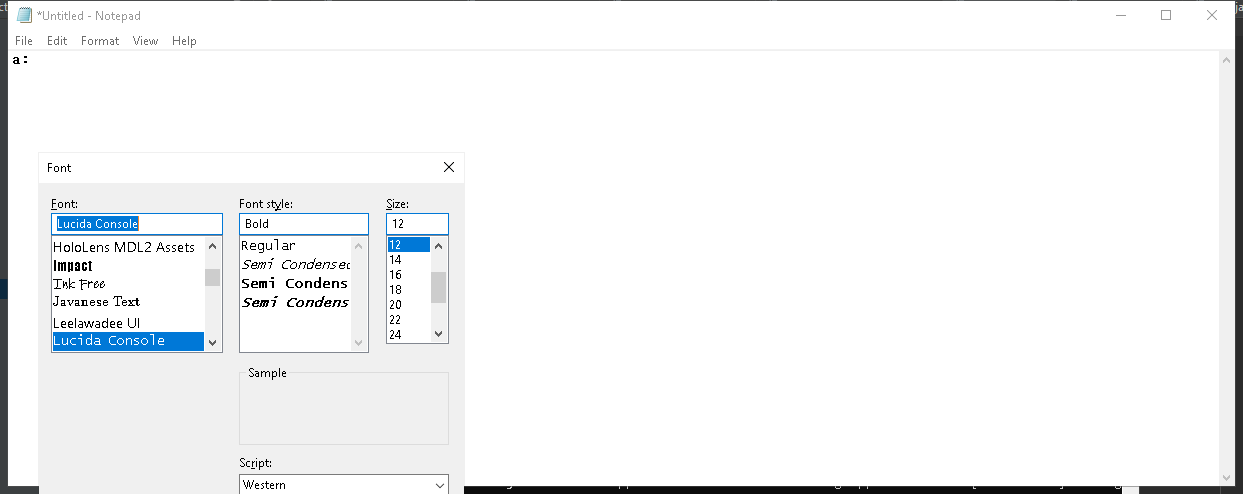 *Untitled - Notepad
File Edit Format View Help
a:
Font
Font: Font style: Size:
Lucida Console Bold 12
HoloLens MDL2 Assets
Impact
Ink Free
Javanese Text
Leelawadee UI
Lucida Console
Regular
Semi Condensed
Semi Condens
Semi Condens
12
14
16
18
20
22
24
Sample
Script:
Western